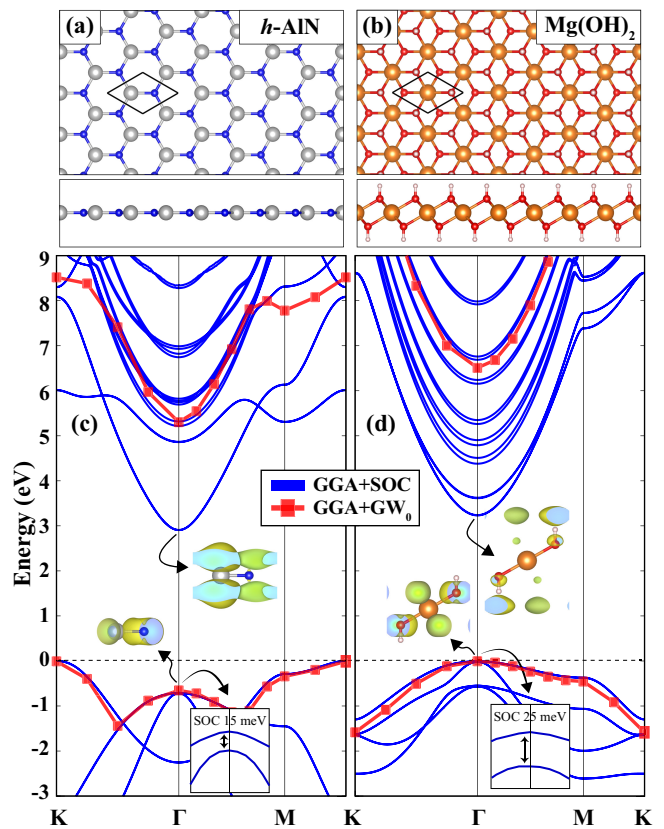 (a) h-AlN
(b) Mg(OH)₂
9
8
7
6
5
4
3
2
1
0
-1
-2
-3
Energy (eV)
(c)
(d)
GGA+SOC
GGA+GW₀
SOC 15 meV
SOC 25 meV
K Γ M K
K Γ M K